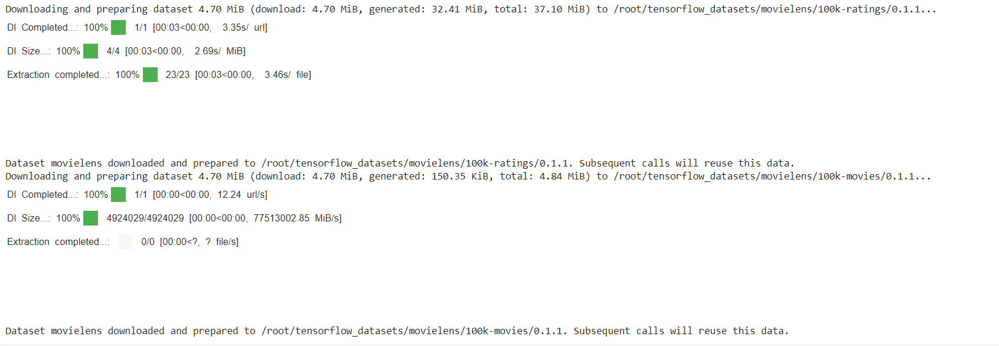 Downloading and preparing dataset 4.70 MiB (download: 4.70 MiB, generated: 32.41 MiB, total: 37.10 MiB) to /root/tensorflow_datasets/movielens/100k-ratings/0.1.1...
Dl Completed...: 100% 1/1 [00:03<00:00, 3.35s/ url]
Dl Size...: 100% 4/4 [00:03<00:00, 2.69s/ MiB]
Extraction completed...: 100% 23/23 [00:03<00:00, 3.46s/ file]
Dataset movielens downloaded and prepared to /root/tensorflow_datasets/movielens/100k-ratings/0.1.1. Subsequent calls will reuse this data.
Downloading and preparing dataset 4.70 MiB (download: 4.70 MiB, generated: 150.35 KiB, total: 4.84 MiB) to /root/tensorflow_datasets/movielens/100k-movies/0.1.1...
Dl Completed...: 100% 1/1 [00:00<00:00, 12.24 url/s]
Dl Size...: 100% 4924029/4924029 [00:00<00:00, 77513002.85 MiB/s]
Extraction completed...: 0/0 [00:00<?, ? file/s]
Dataset movielens downloaded and prepared to /root/tensorflow_datasets/movielens/100k-movies/0.1.1. Subsequent calls will reuse this data.